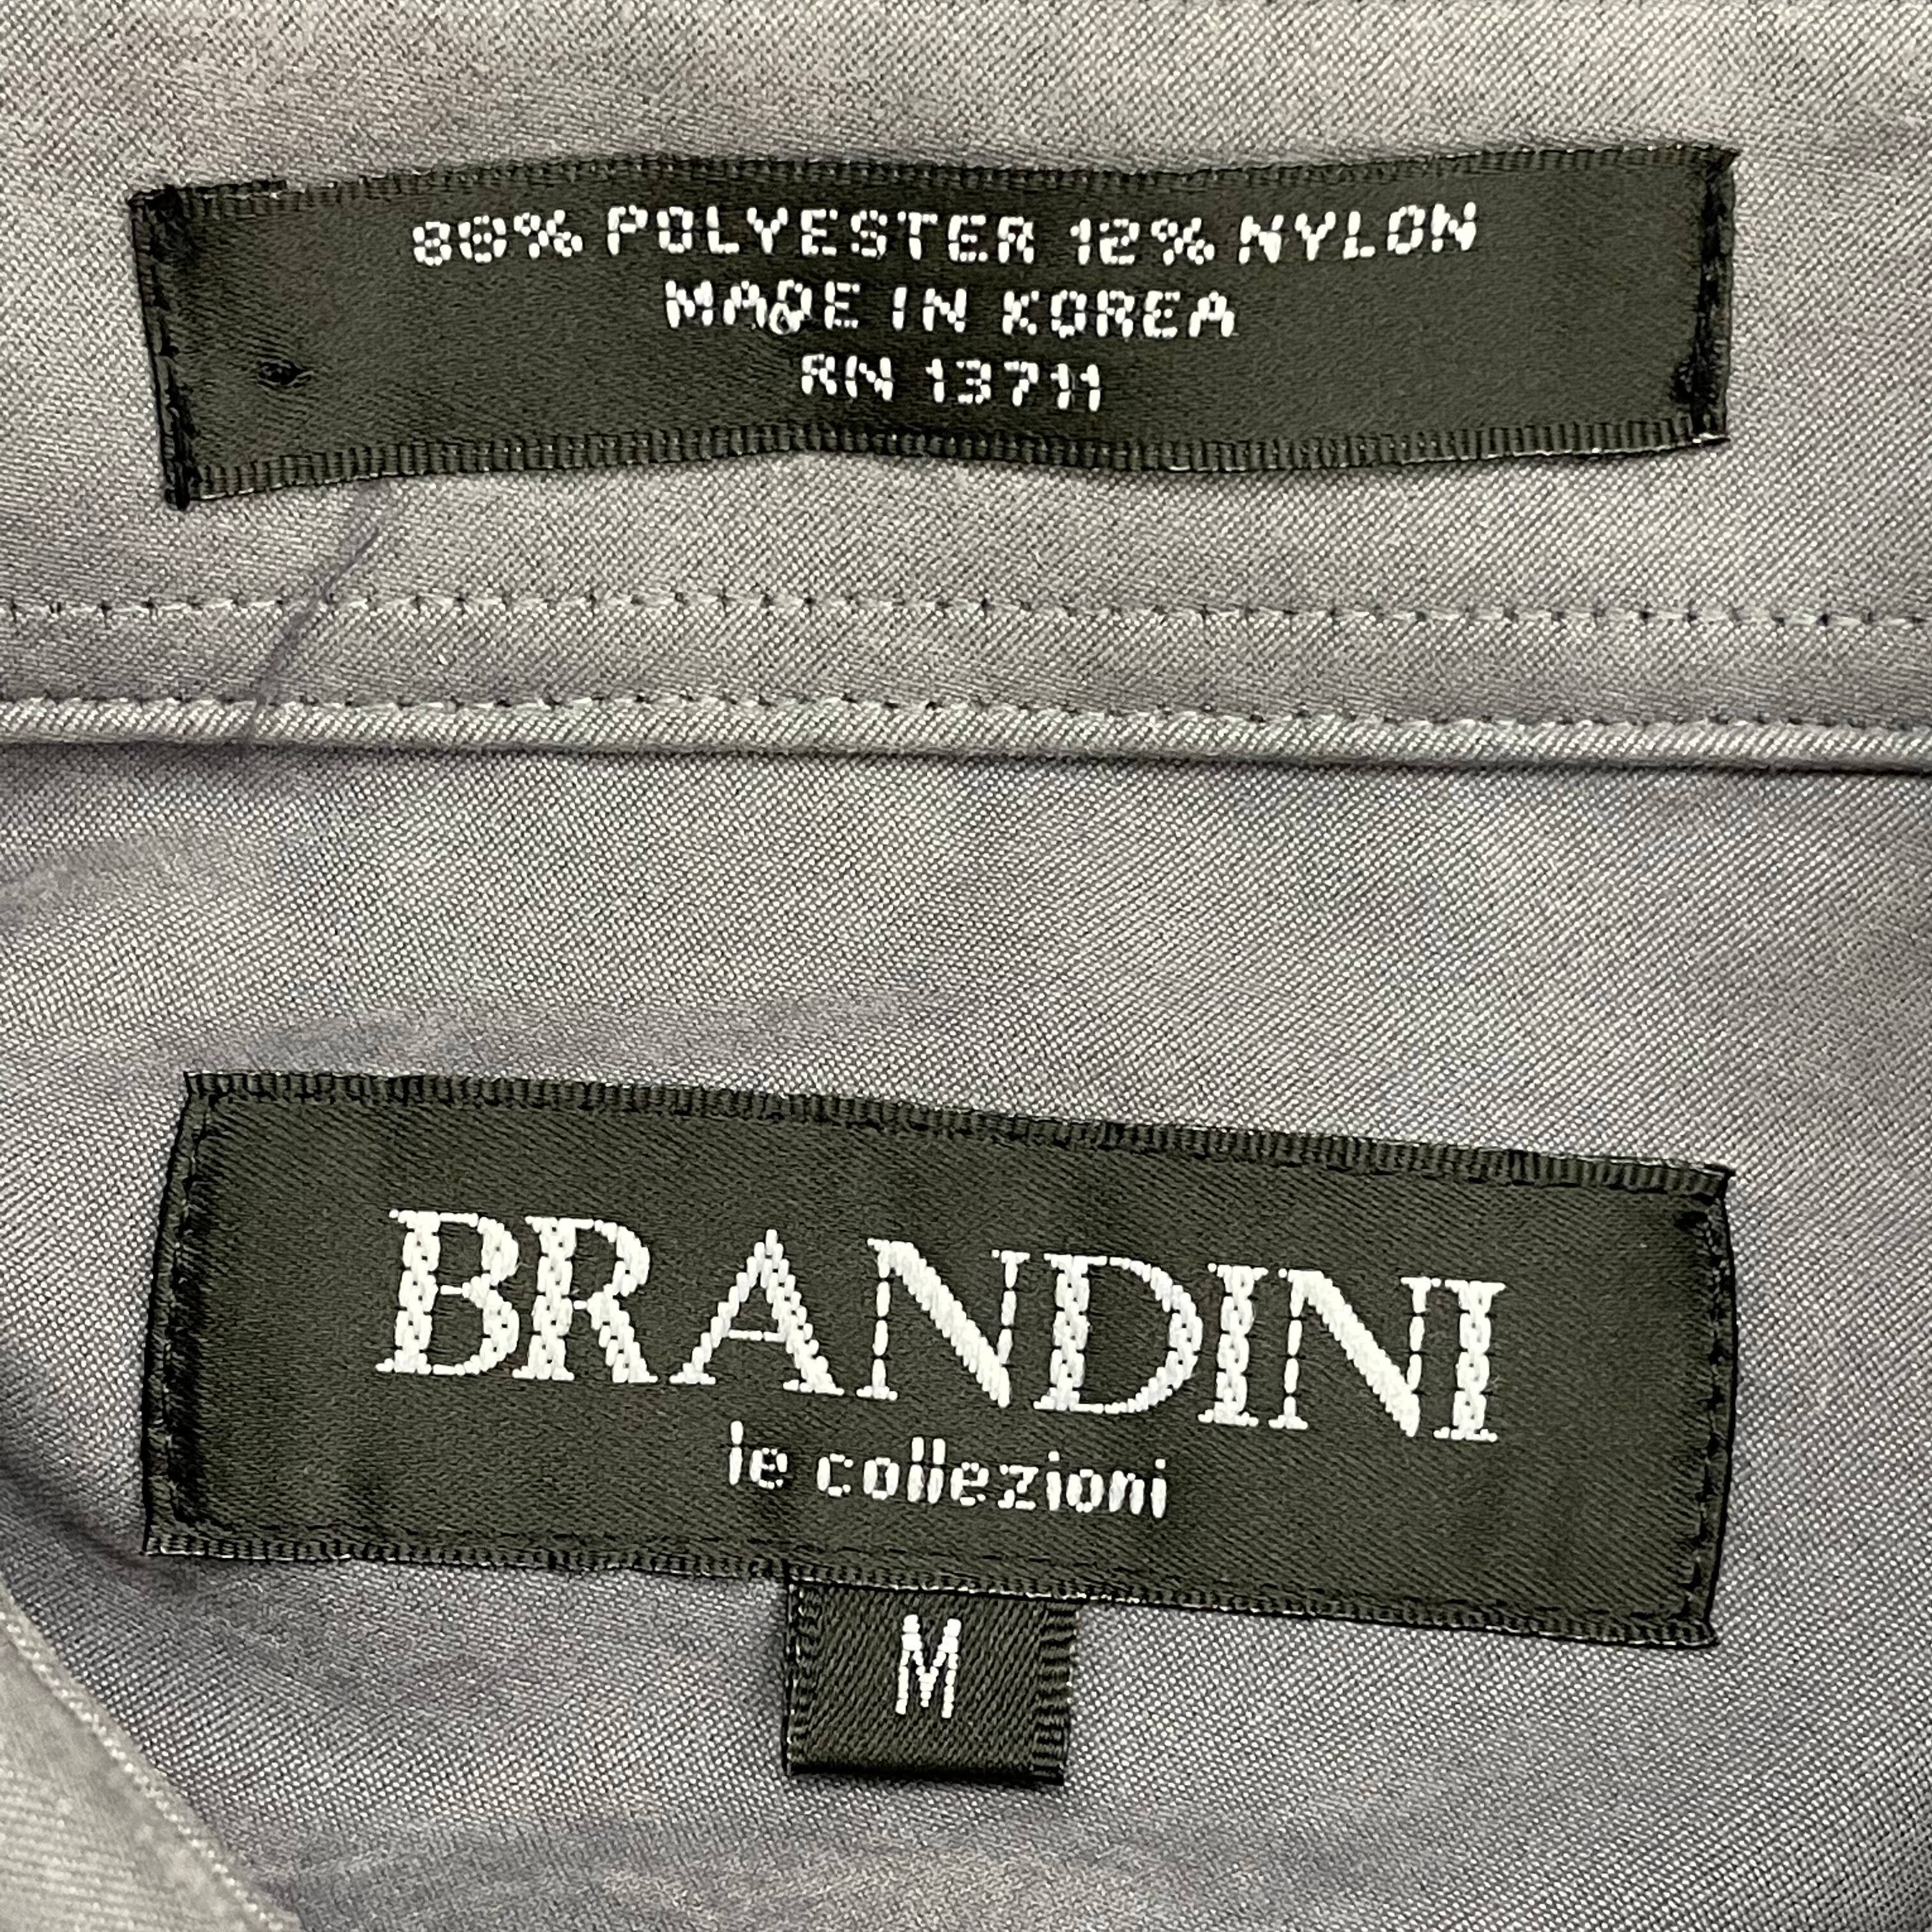 88% POLYESTER 12% NYLON
MADE IN KOREA
RN 13711
BRANDINI
le collezioni
M